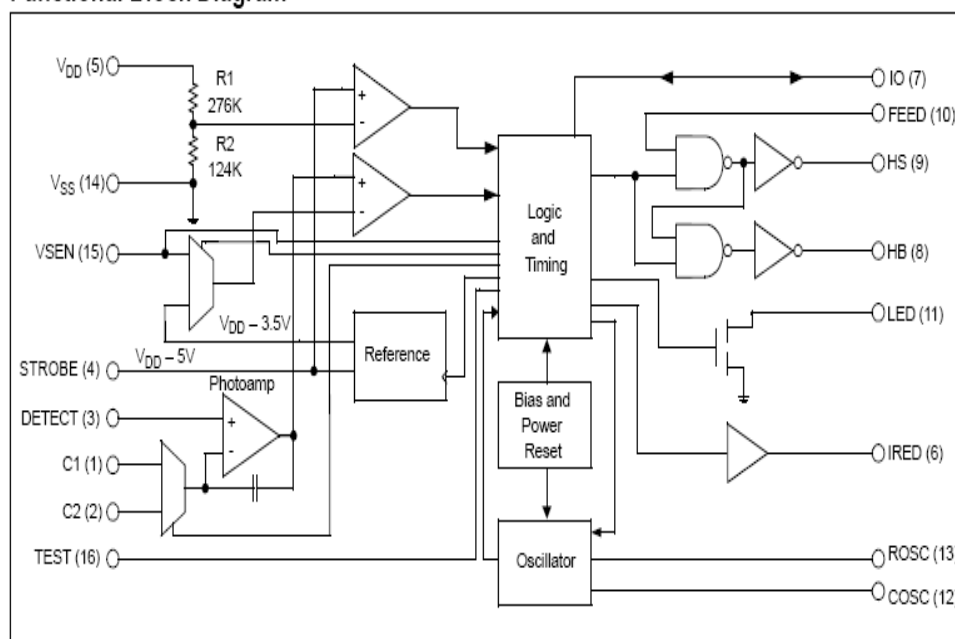 Functional Block Diagram
VDD (5)
R1
276K
R2
124K
VSS (14)
VSEN (15)
VDD – 3.5V
VDD – 5V
STROBE (4)
Photoamp
DETECT (3)
C1 (1)
C2 (2)
TEST (16)
+
-
+
-
+
-
Reference
Logic
and
Timing
Bias and
Power
Reset
Oscillator
IO (7)
FEED (10)
HS (9)
HB (8)
LED (11)
IRED (6)
ROSC (13)
COSC (12)